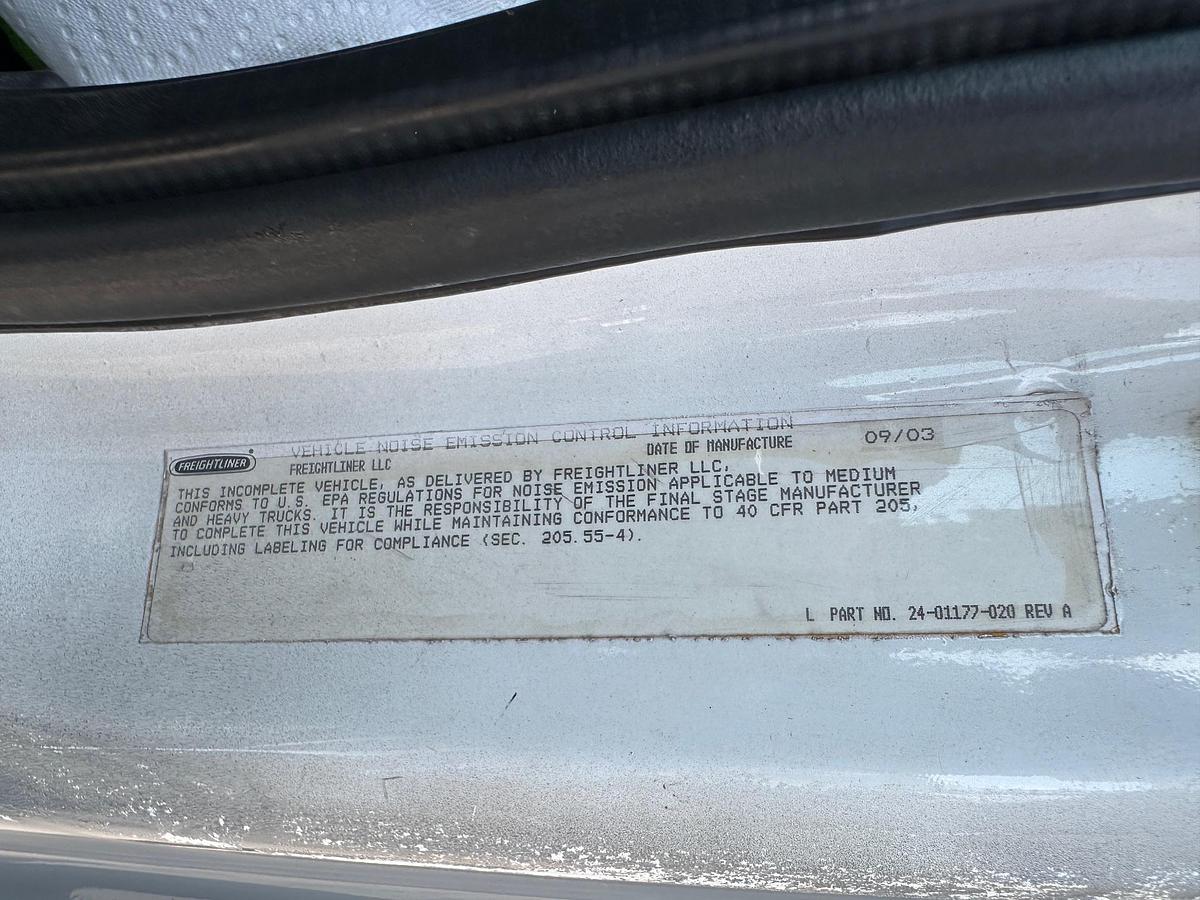 VEHICLE NOISE EMISSION CONTROL INFORMATION
FREIGHTLINER
FREIGHTLINER LLC DATE OF MANUFACTURE 09/03
THIS INCOMPLETE VEHICLE, AS DELIVERED BY FREIGHTLINER LLC,
CONFORMS TO U.S. EPA REGULATIONS FOR NOISE EMISSION APPLICABLE TO MEDIUM
AND HEAVY TRUCKS. IT IS THE RESPONSIBILITY OF THE FINAL STAGE MANUFACTURER
TO COMPLETE THIS VEHICLE WHILE MAINTAINING CONFORMANCE TO 40 CFR PART 205,
INCLUDING LABELING FOR COMPLIANCE (SEC. 205.55-4).
L PART NO. 24-01177-020 REV A